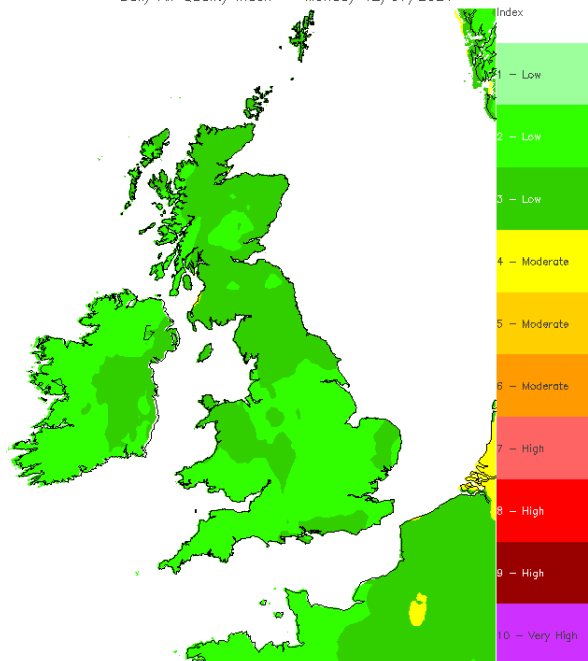 Index
1 - Low
2 - Low
3 - Low
4 - Moderate
5 - Moderate
6 - Moderate
7 - High
8 - High
9 - High
10 - Very High